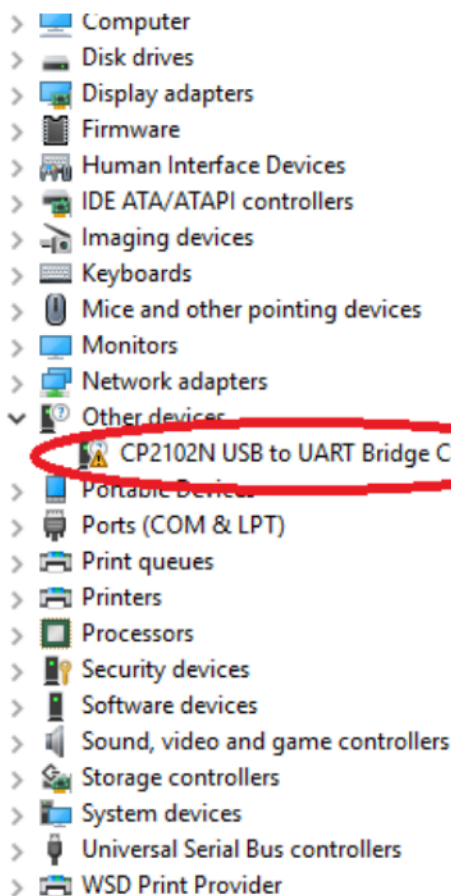 Computer
Disk drives
Display adapters
Firmware
Human Interface Devices
IDE ATA/ATAPI controllers
Imaging devices
Keyboards
Mice and other pointing devices
Monitors
Network adapters
Other devices
CP2102N USB to UART Bridge C
Portable Devices
Ports (COM & LPT)
Print queues
Printers
Processors
Security devices
Software devices
Sound, video and game controllers
Storage controllers
System devices
Universal Serial Bus controllers
WSD Print Provider